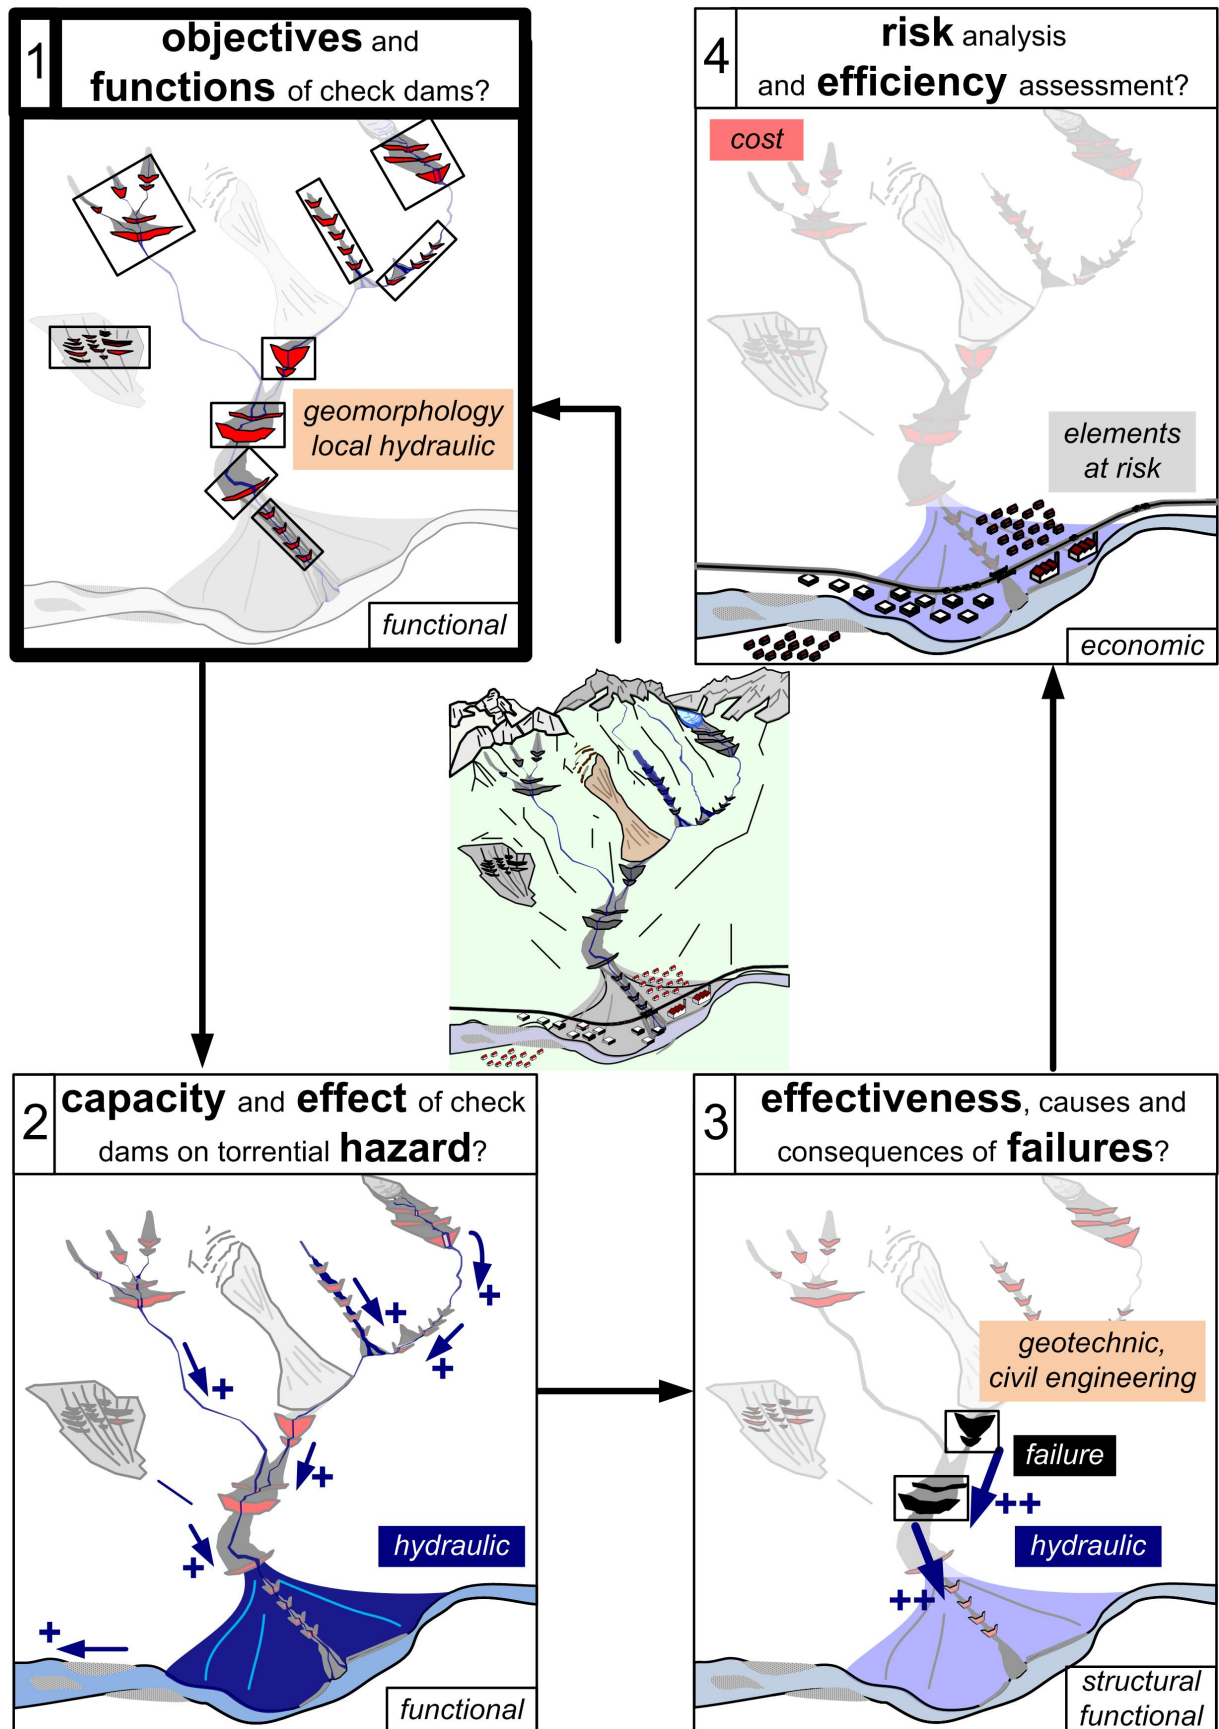 1
objectives and
functions of check dams?
geomorphology
local hydraulic
functional
4
risk analysis
and efficiency assessment?
cost
elements
at risk
economic
2
capacity and effect of check
dams on torrential hazard?
+
+
+
+
+
+
+
hydraulic
functional
3
effectiveness, causes and
consequences of failures?
geotechnic,
civil engineering
failure
++
hydraulic
++
structural
functional